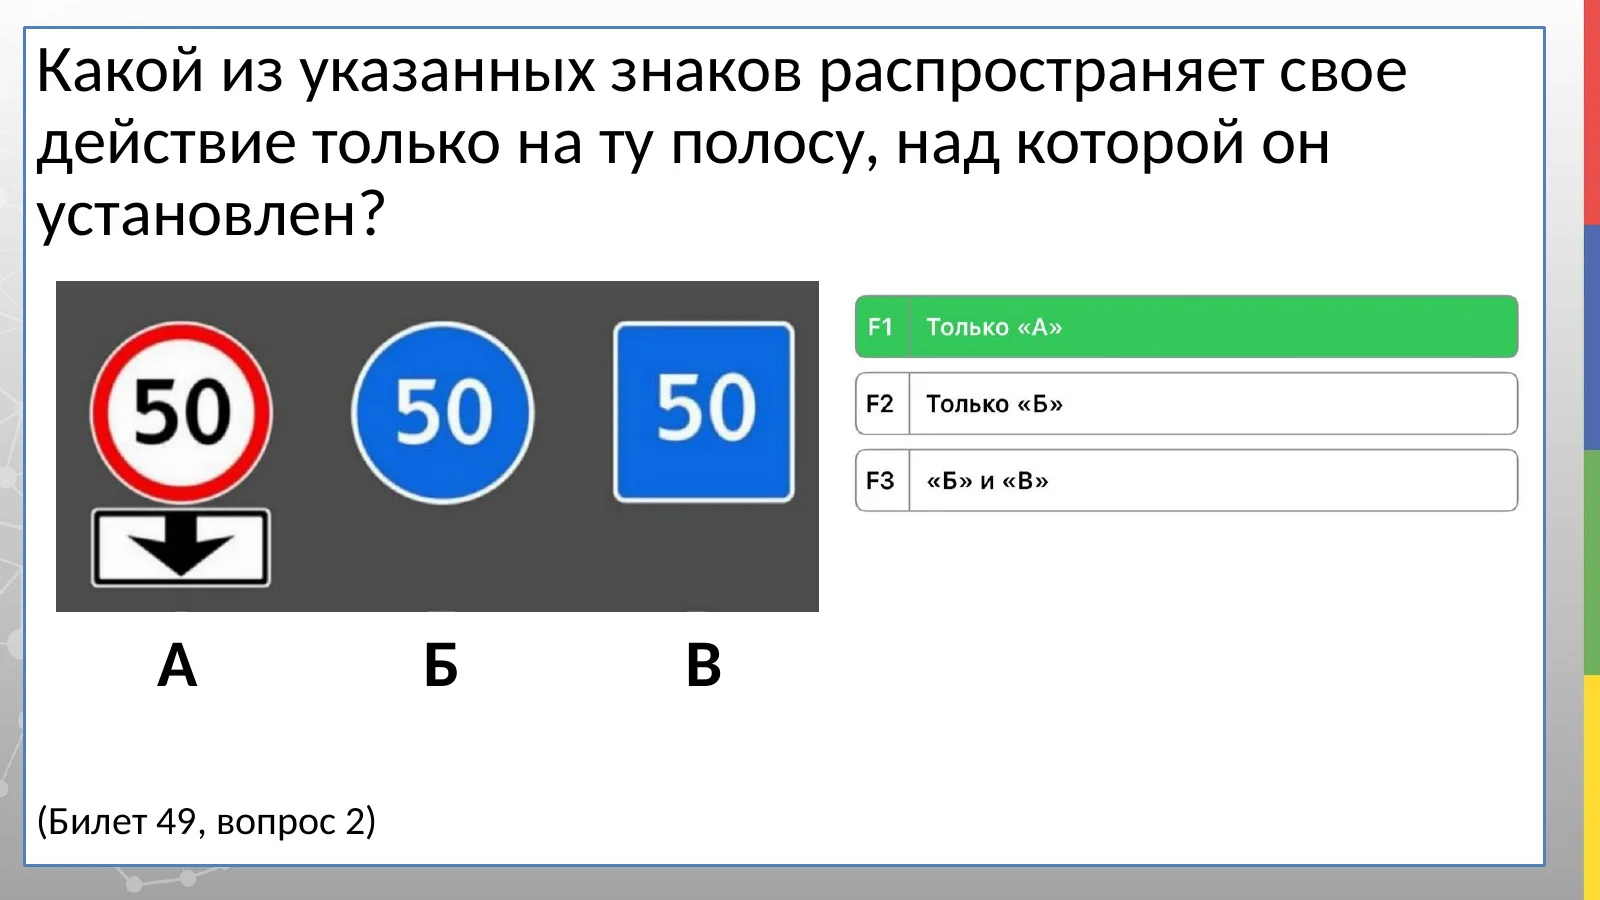 Какой из указанных знаков распространяет свое
действие только на ту полосу, над которой он
установлен?
50
50
50
А
Б
В
F1 Только «А»
F2 Только «Б»
F3 «Б» и «В»
(Билет 49, вопрос 2)